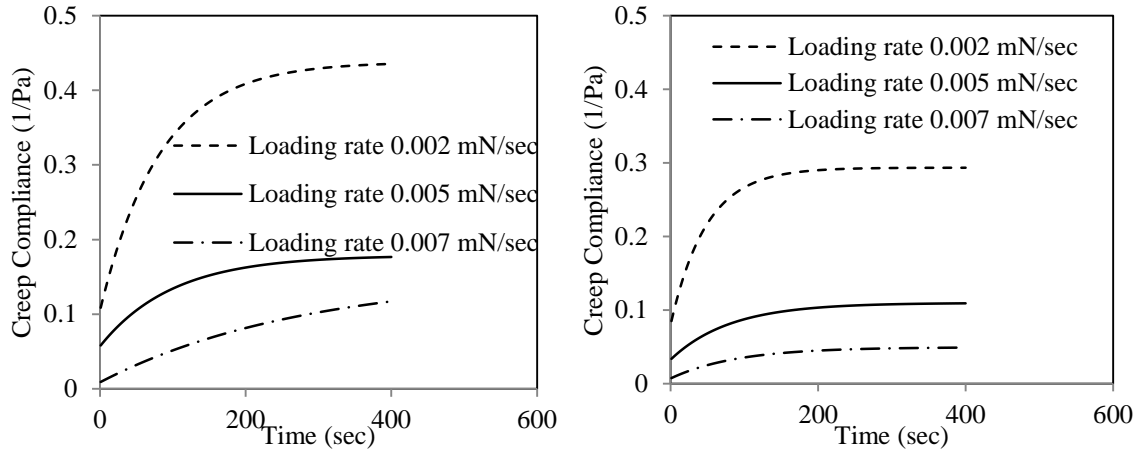 0.5
0.4
0.3
0.2
0.1
0
Creep Compliance (1/Pa)
Loading rate 0.002 mN/sec
Loading rate 0.005 mN/sec
Loading rate 0.007 mN/sec
0
200
400
600
Time (sec)
0.5
0.4
0.3
0.2
0.1
0
Creep Compliance (1/Pa)
Loading rate 0.002 mN/sec
Loading rate 0.005 mN/sec
Loading rate 0.007 mN/sec
0
200
400
600
Time (sec)